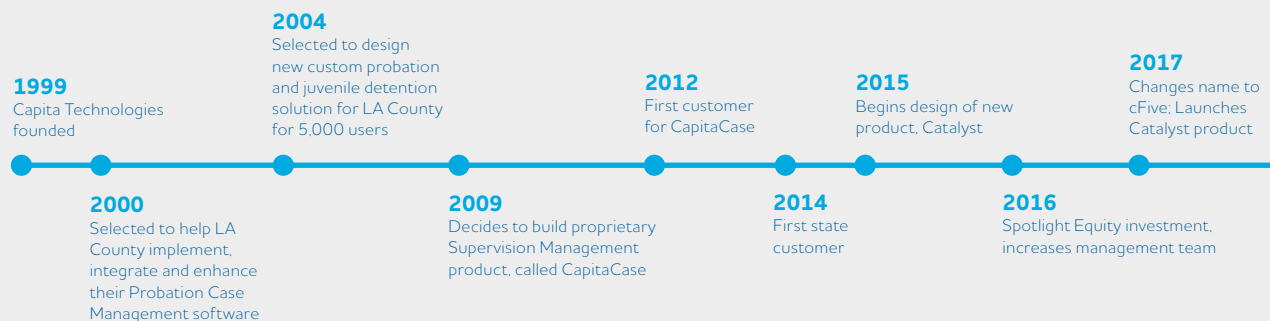 1999
Capita Technologies
founded
2000
Selected to help LA
County implement,
integrate and enhance
their Probation Case
Management software
2004
Selected to design
new custom probation
and juvenile detention
solution for LA County
for 5,000 users
2009
Decides to build proprietary
Supervision Management
product, called CapitaCase
2012
First customer
for CapitaCase
2014
First state
customer
2015
Begins design of new
product, Catalyst
2016
Spotlight Equity investment,
increases management team
2017
Changes name to
cFive; Launches
Catalyst product